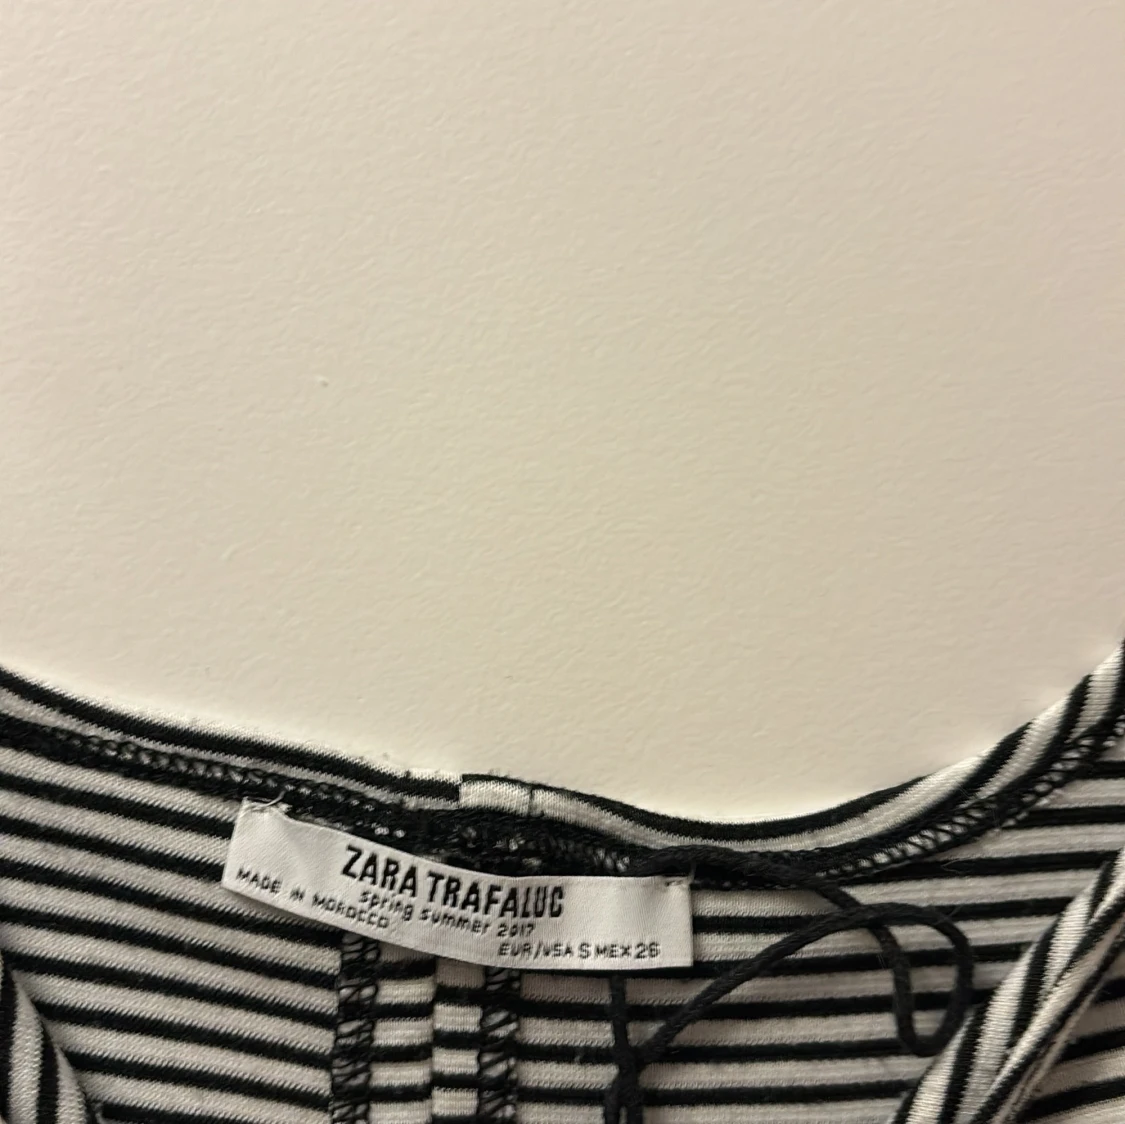 ZARA TRAFALUC
spring summer 2017
MADE IN MOROCCO
EUR/USA S MEX 26